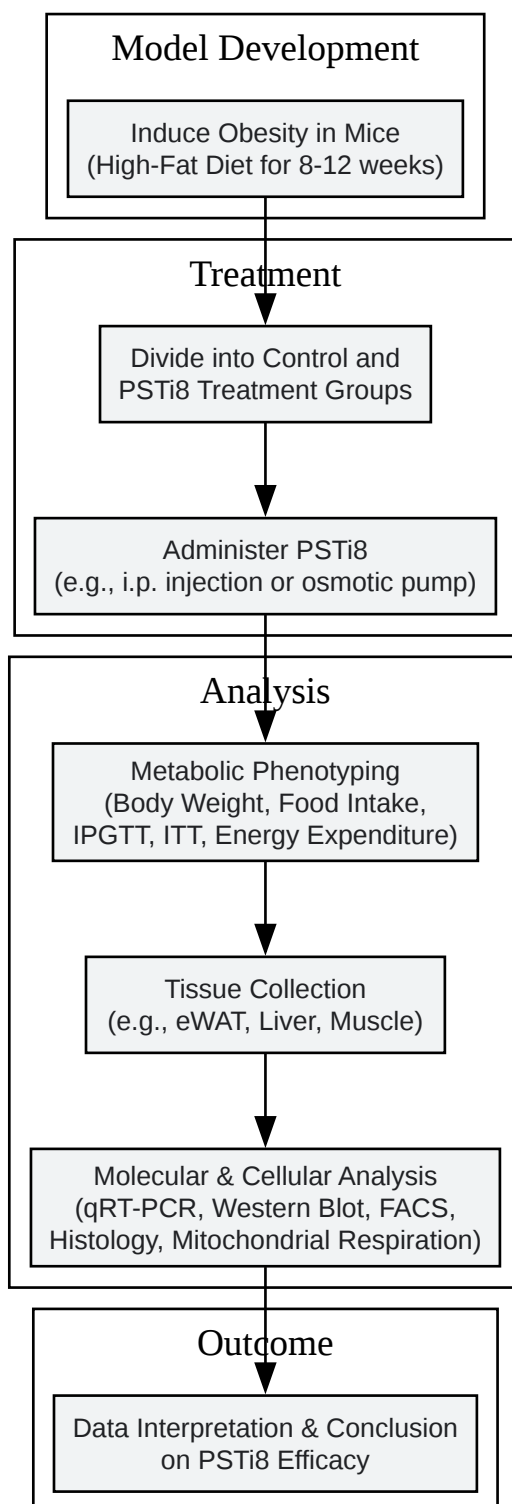 Model Development
Induce Obesity in Mice
(High-Fat Diet for 8-12 weeks)
Treatment
Divide into Control and
PSTi8 Treatment Groups
Administer PSTi8
(e.g., i.p. injection or osmotic pump)
Analysis
Metabolic Phenotyping
(Body Weight, Food Intake,
IPGTT, ITT, Energy Expenditure)
Tissue Collection
(e.g., eWAT, Liver, Muscle)
Molecular & Cellular Analysis
(qRT-PCR, Western Blot, FACS,
Histology, Mitochondrial Respiration)
Outcome
Data Interpretation & Conclusion
on PSTi8 Efficacy